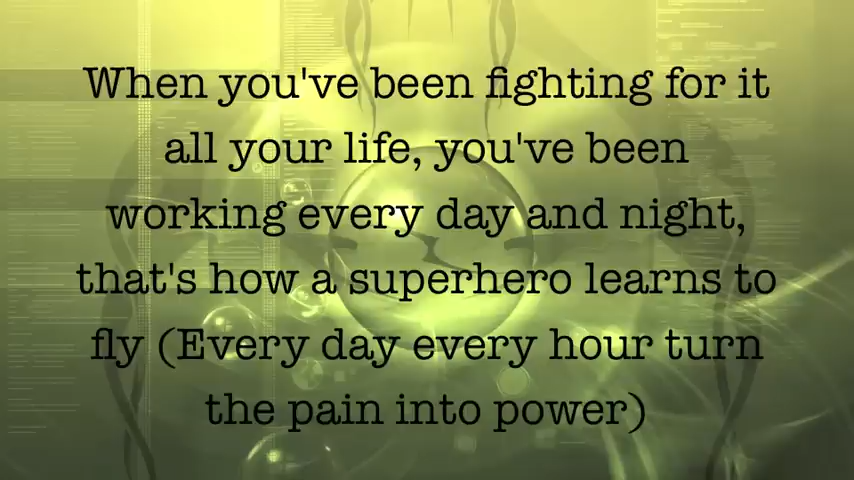 When you've been fighting for it
all your life, you've been
working every day and night,
that's how a superhero learns to
fly (Every day every hour turn
the pain into power)